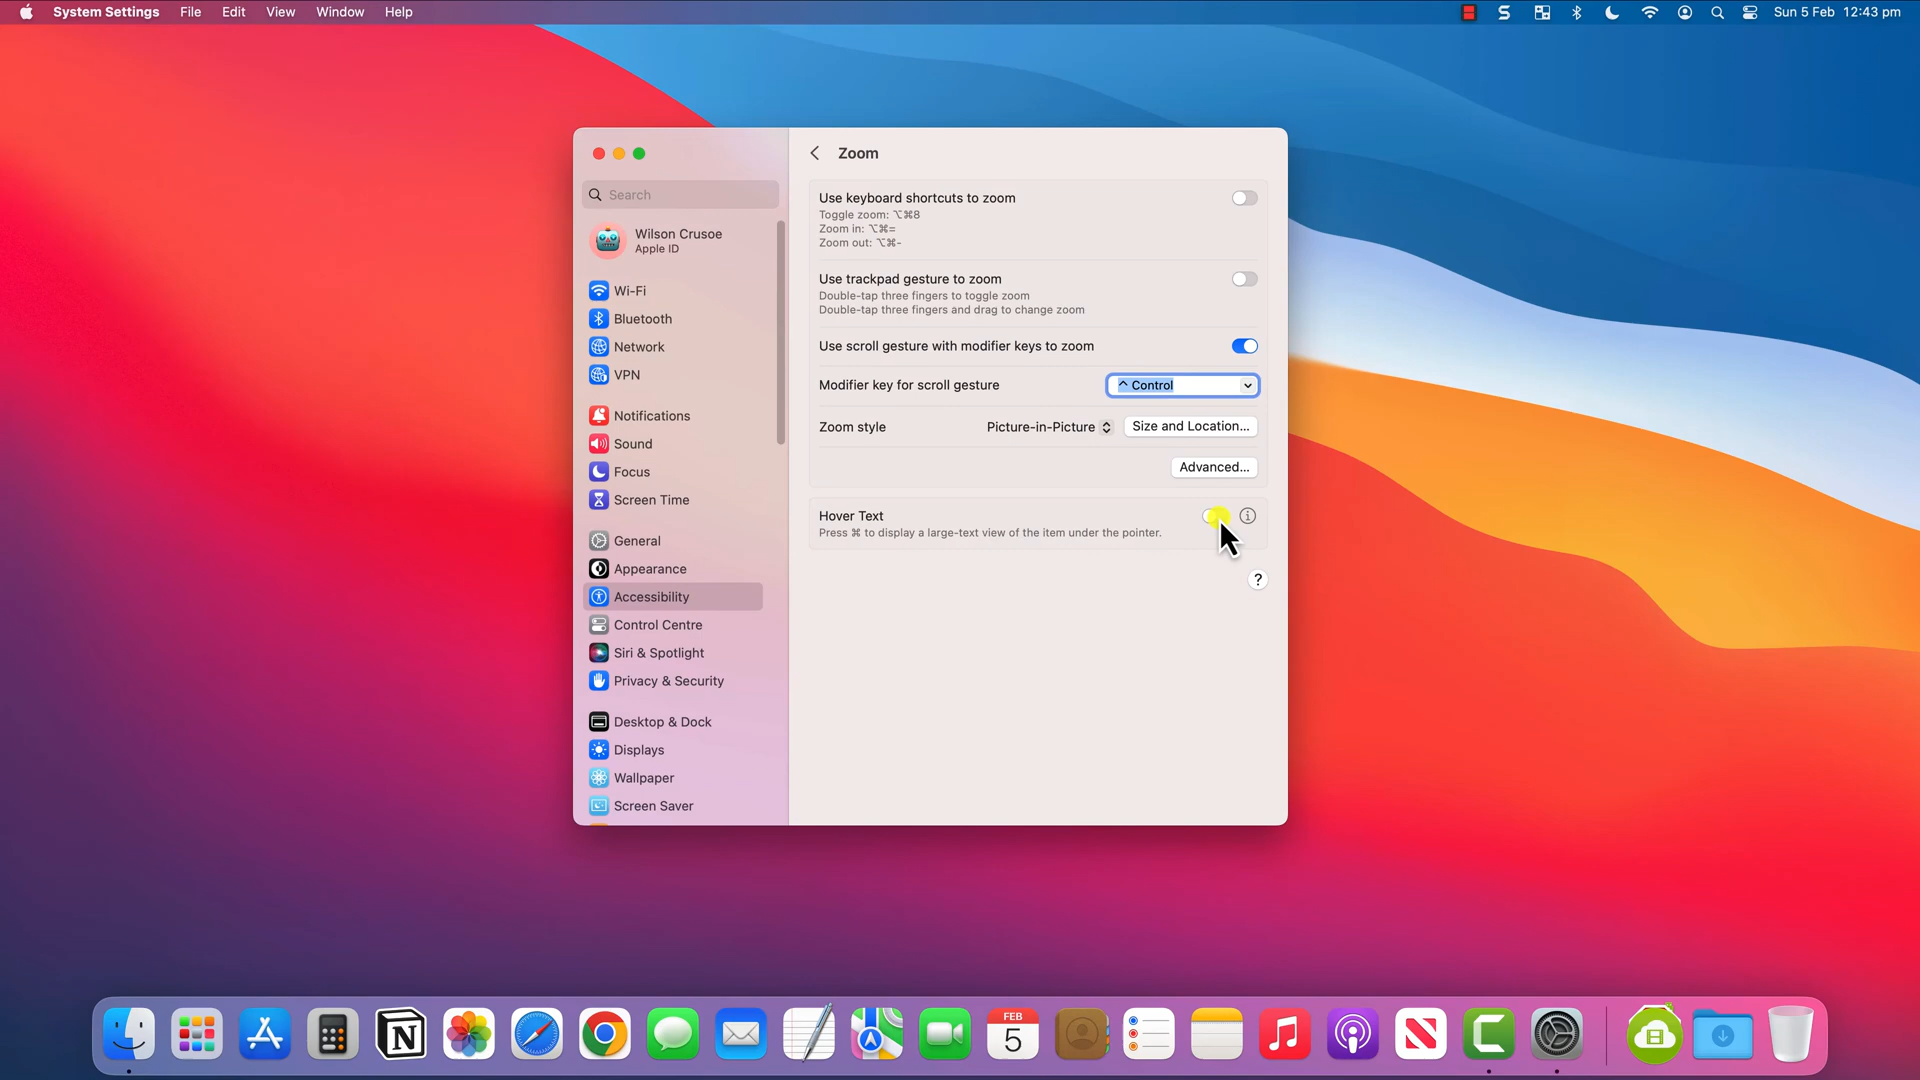 System Settings File Edit View Window Help
Sun 5 Feb 12:43 pm
Search
Wilson Crusoe
Apple ID
Wi-Fi
Bluetooth
Network
VPN
Notifications
Sound
Focus
Screen Time
General
Appearance
Accessibility
Control Centre
Siri & Spotlight
Privacy & Security
Desktop & Dock
Displays
Wallpaper
Screen Saver
Zoom
Use keyboard shortcuts to zoom
Toggle zoom: ⌥⌘8
Zoom in: ⌥⌘=
Zoom out: ⌥⌘-
Use trackpad gesture to zoom
Double-tap three fingers to toggle zoom
Double-tap three fingers and drag to change zoom
Use scroll gesture with modifier keys to zoom
Modifier key for scroll gesture ^ Control
Zoom style Picture-in-Picture Size and Location...
Advanced...
Hover Text
Press ⌘ to display a large-text view of the item under the pointer.
?
FEB
5